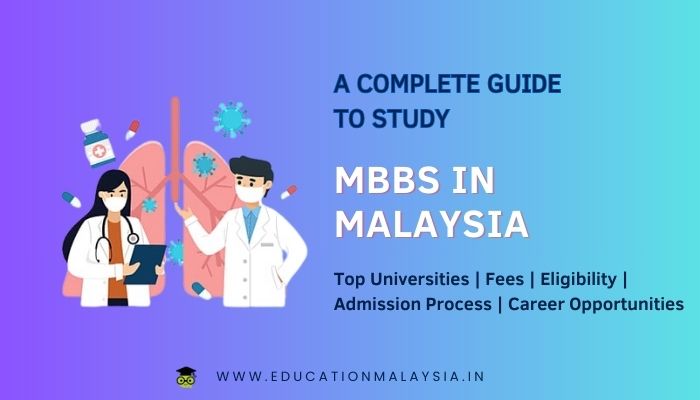 A COMPLETE GUIDE
TO STUDY
MBBS IN
MALAYSIA
Top Universities | Fees | Eligibility |
Admission Process | Career Opportunities
WWW.EDUCATIONMALAYSIA.IN